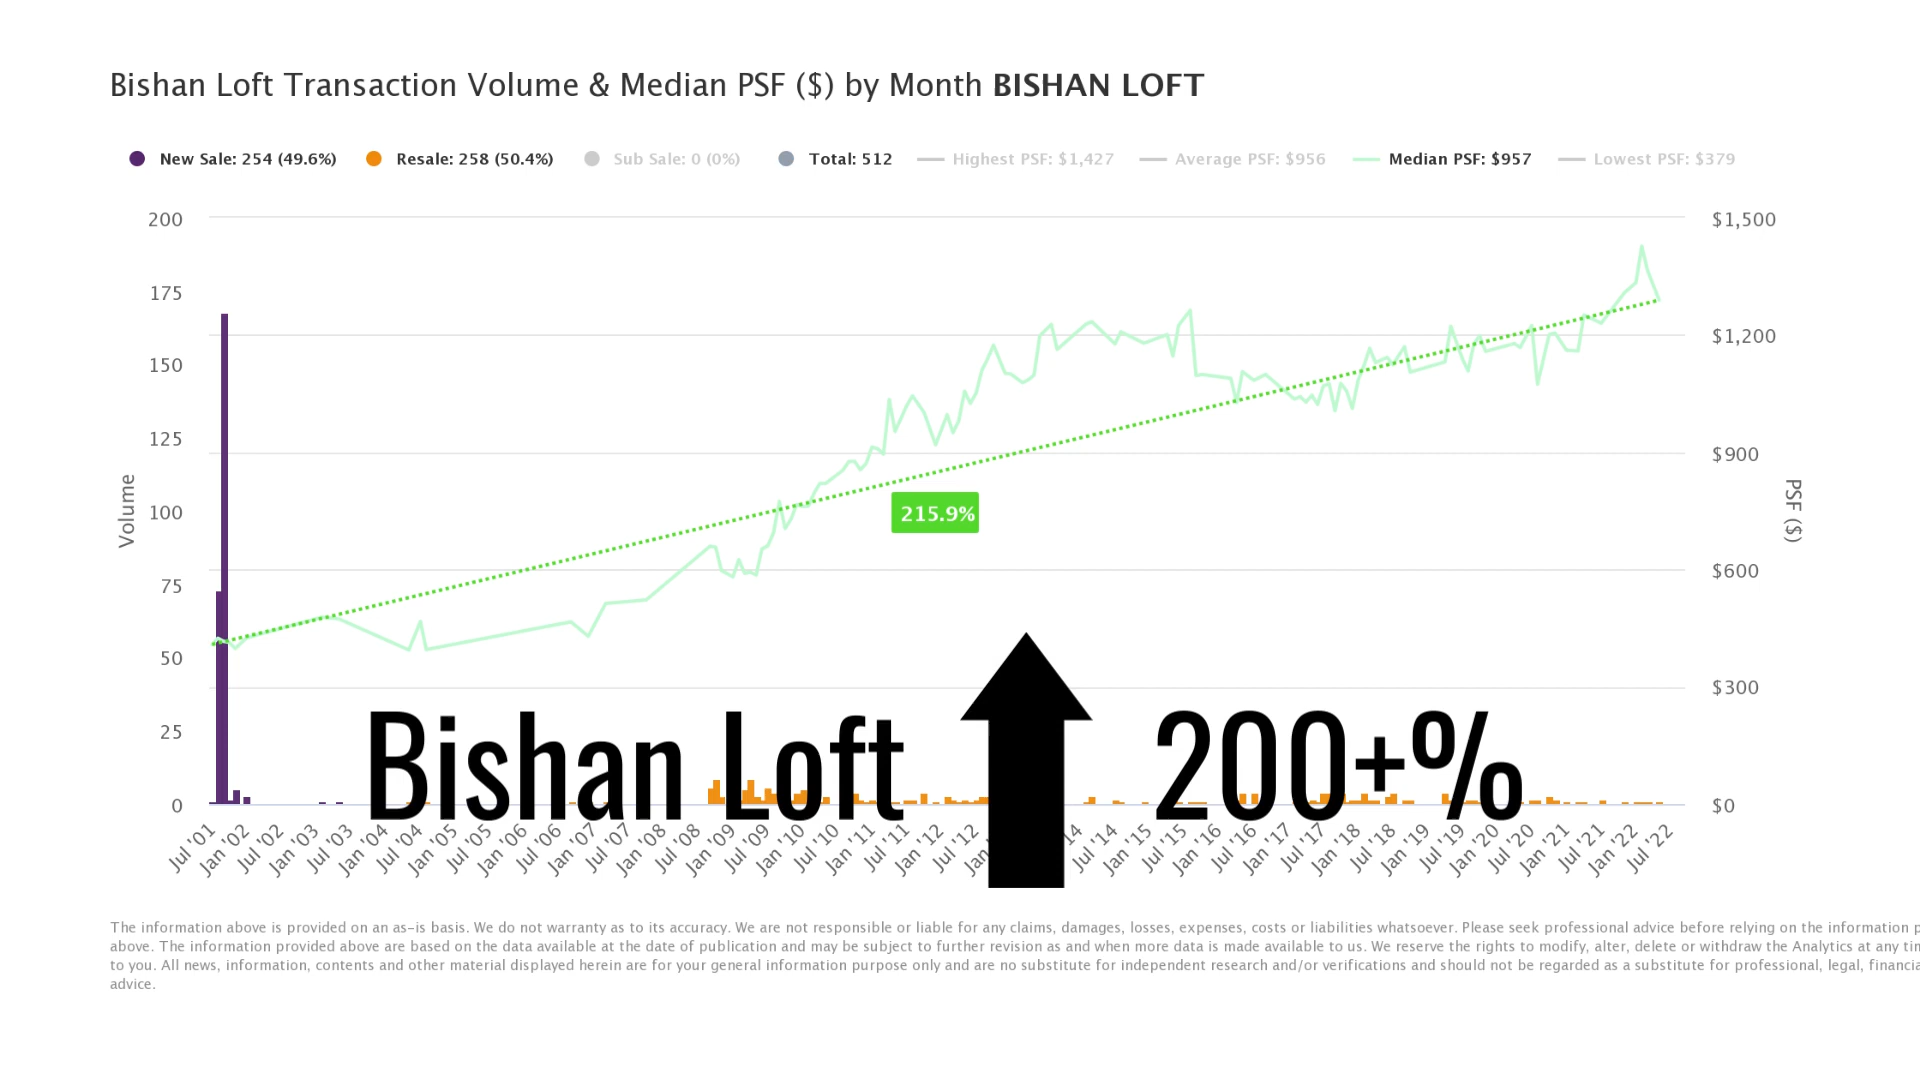 Bishan Loft Transaction Volume & Median PSF ($) by Month BISHAN LOFT
New Sale: 254 (49.6%) Resale: 258 (50.4%) Sub Sale: 0 (0%) Total: 512 Highest PSF: $1,427 Average PSF: $956 Median PSF: $957 Lowest PSF: $379
200 $1,500
175
$1,200
150
125
$900
100
215.9%
Volume
PSF ($)
75
$600
50
$300
25
0 $0
Bishan Loft 200+%
Jul '01 Jan '02 Jul '02 Jan '03 Jul '03 Jan '04 Jul '04 Jan '05 Jul '05 Jan '06 Jul '06 Jan '07 Jul '07 Jan '08 Jul '08 Jan '09 Jul '09 Jan '10 Jul '10 Jan '11 Jul '11 Jan '12 Jul '12 Jul '14 Jan '15 Jul '15 Jan '16 Jul '16 Jan '17 Jul '17 Jan '18 Jul '18 Jan '19 Jul '19 Jan '20 Jul '20 Jan '21 Jul '21 Jan '22 Jul '22
The information above is provided on an as-is basis. We do not warranty as to its accuracy. We are not responsible or liable for any claims, damages, losses, expenses, costs or liabilities whatsoever. Please seek professional advice before relying on the information
above. The information provided above are based on the data available at the date of publication and may be subject to further revision as and when more data is made available to us. We reserve the rights to modify, alter, delete or withdraw the Analytics at any
to you. All news, information, contents and other material displayed herein are for your general information purpose only and are no substitute for independent research and/or verifications and should not be regarded as a substitute for professional, legal,
advice.